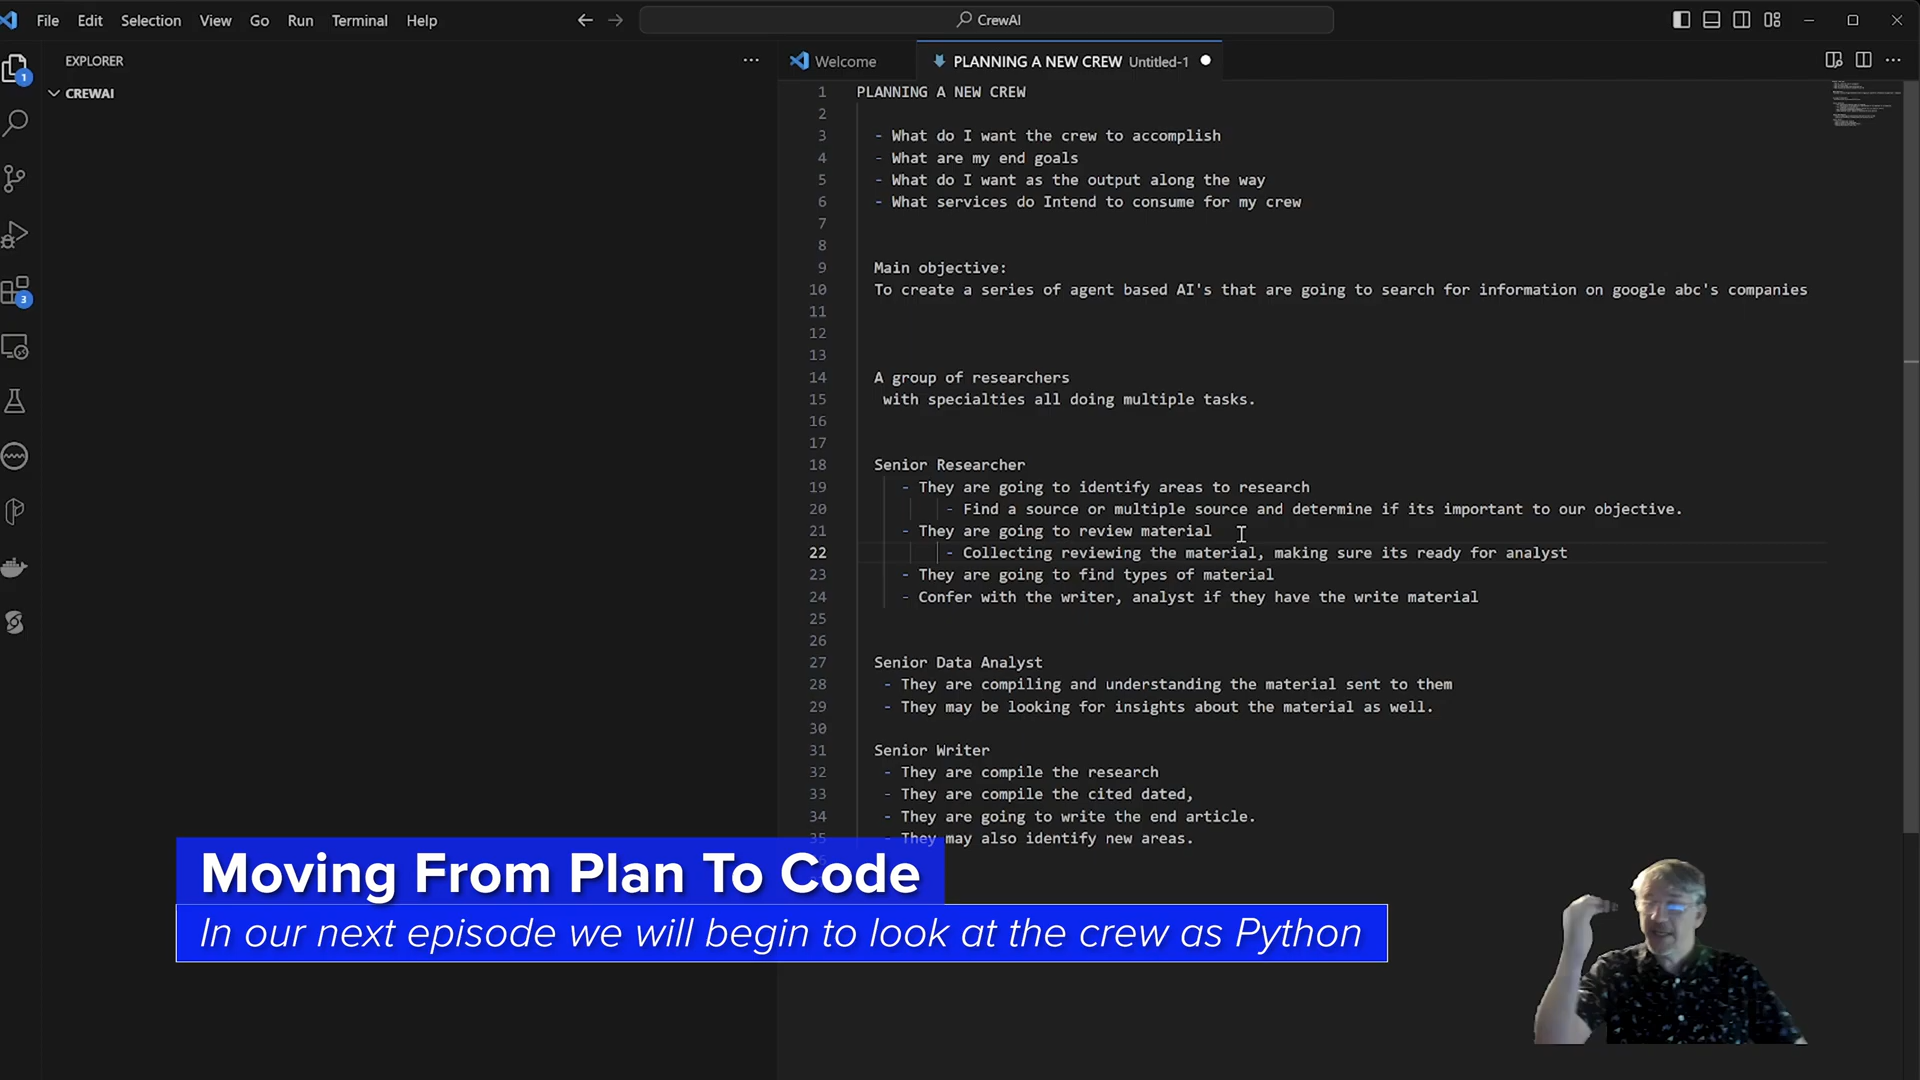 File Edit Selection View Go Run Terminal Help
CrewAI
EXPLORER
Welcome
PLANNING A NEW CREW Untitled-1
1
CREWAI
3
1 PLANNING A NEW CREW
2
3 - What do I want the crew to accomplish
4 - What are my end goals
5 - What do I want as the output along the way
6 - What services do Intend to consume for my crew
7
8
9 Main objective:
10 To create a series of agent based AI's that are going to search for information on google abc's companies
11
12
13
14 A group of researchers
15 with specialties all doing multiple tasks.
16
17
18 Senior Researcher
19 - They are going to identify areas to research
20 - Find a source or multiple source and determine if its important to our objective.
21 - They are going to review material
22 - Collecting reviewing the material, making sure its ready for analyst
23 - They are going to find types of material
24 - Confer with the writer, analyst if they have the write material
25
26
27 Senior Data Analyst
28 - They are compiling and understanding the material sent to them
29 - They may be looking for insights about the material as well.
30
31 Senior Writer
32 - They are compile the research
33 - They are compile the cited dated,
34 - They are going to write the end article.
35 - They may also identify new areas.
Moving From Plan To Code
In our next episode we will begin to look at the crew as Python